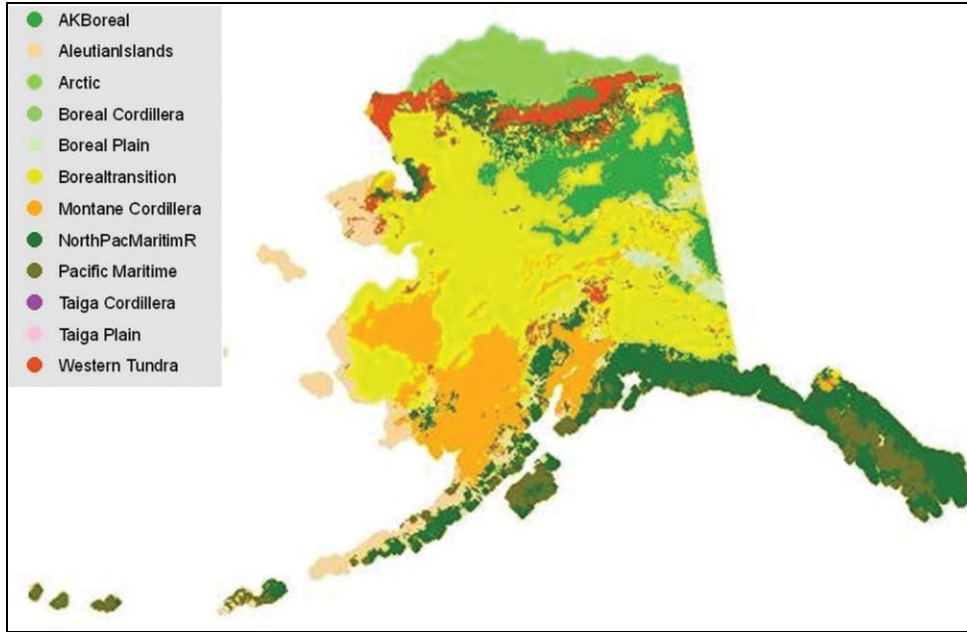 AKBoreal
AleutianIslands
Arctic
Boreal Cordillera
Boreal Plain
Borealtransition
Montane Cordillera
NorthPacMaritimR
Pacific Maritime
Taiga Cordillera
Taiga Plain
Western Tundra